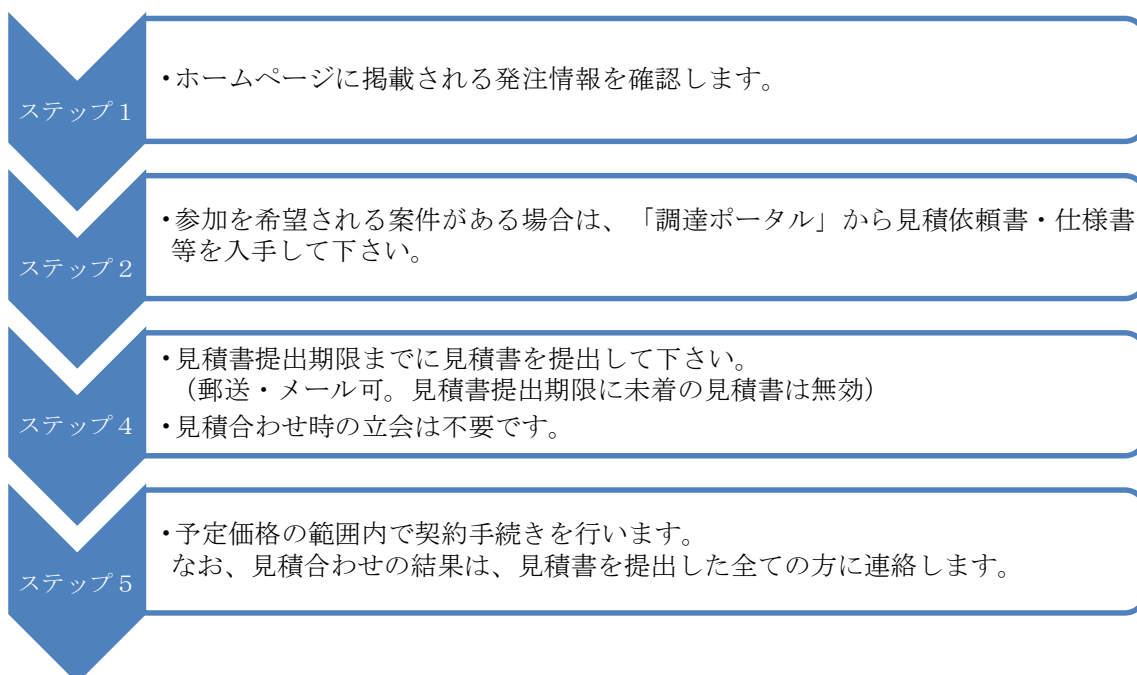 ステップ1
・ホームページに掲載される発注情報を確認します。
ステップ2
・参加を希望される案件がある場合は、「調達ポータル」から見積依頼書・仕様書
等を入手して下さい。
ステップ4
・見積書提出期限までに見積書を提出して下さい。
（郵送・メール可。見積書提出期限に未着の見積書は無効）
・見積合わせ時の立会は不要です。
ステップ5
・予定価格の範囲内で契約手続きを行います。
なお、見積合わせの結果は、見積書を提出した全ての方に連絡します。